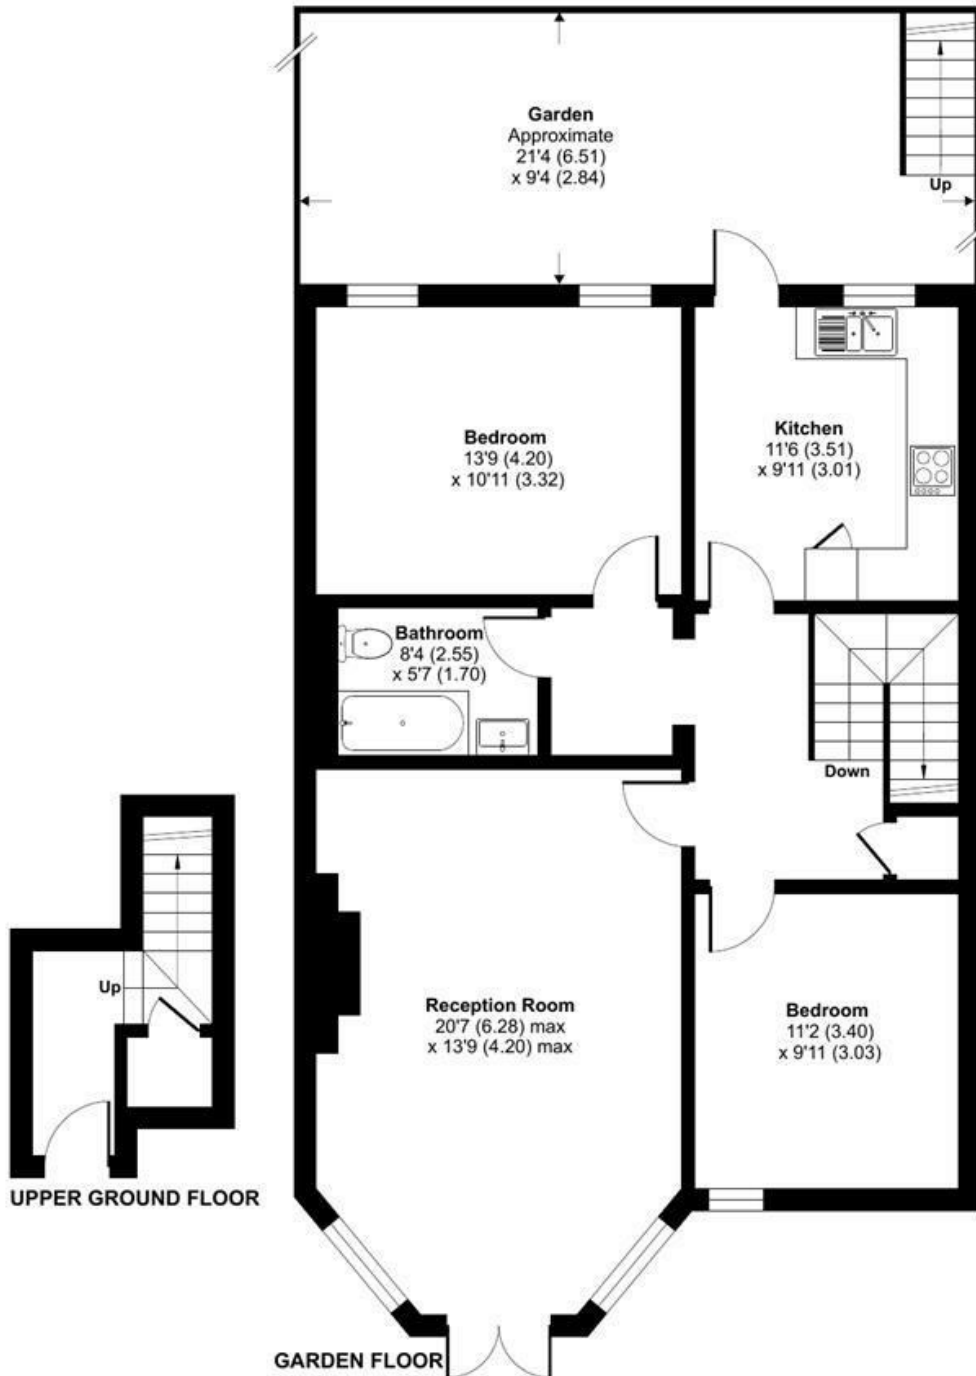 Garden
Approximate
21'4 (6.51)
x 9'4 (2.84)
Up
Bedroom
13'9 (4.20)
x 10'11 (3.32)
Kitchen
11'6 (3.51)
x 9'11 (3.01)
Bathroom
8'4 (2.55)
x 5'7 (1.70)
Down
Up
Reception Room
20'7 (6.28) max
x 13'9 (4.20) max
Bedroom
11'2 (3.40)
x 9'11 (3.03)
UPPER GROUND FLOOR
GARDEN FLOOR